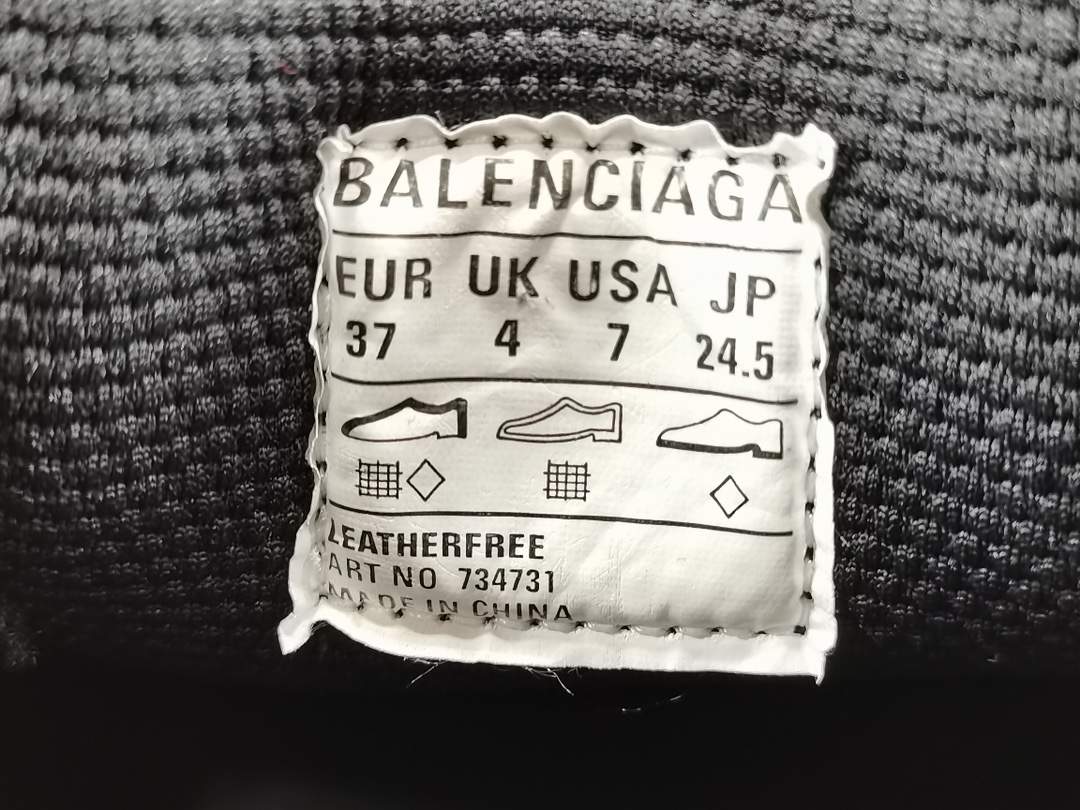 BALENCIAGA
EUR UK USA JP
37 4 7 24.5
LEATHERFREE
ART NO 734731
MADE IN CHINA